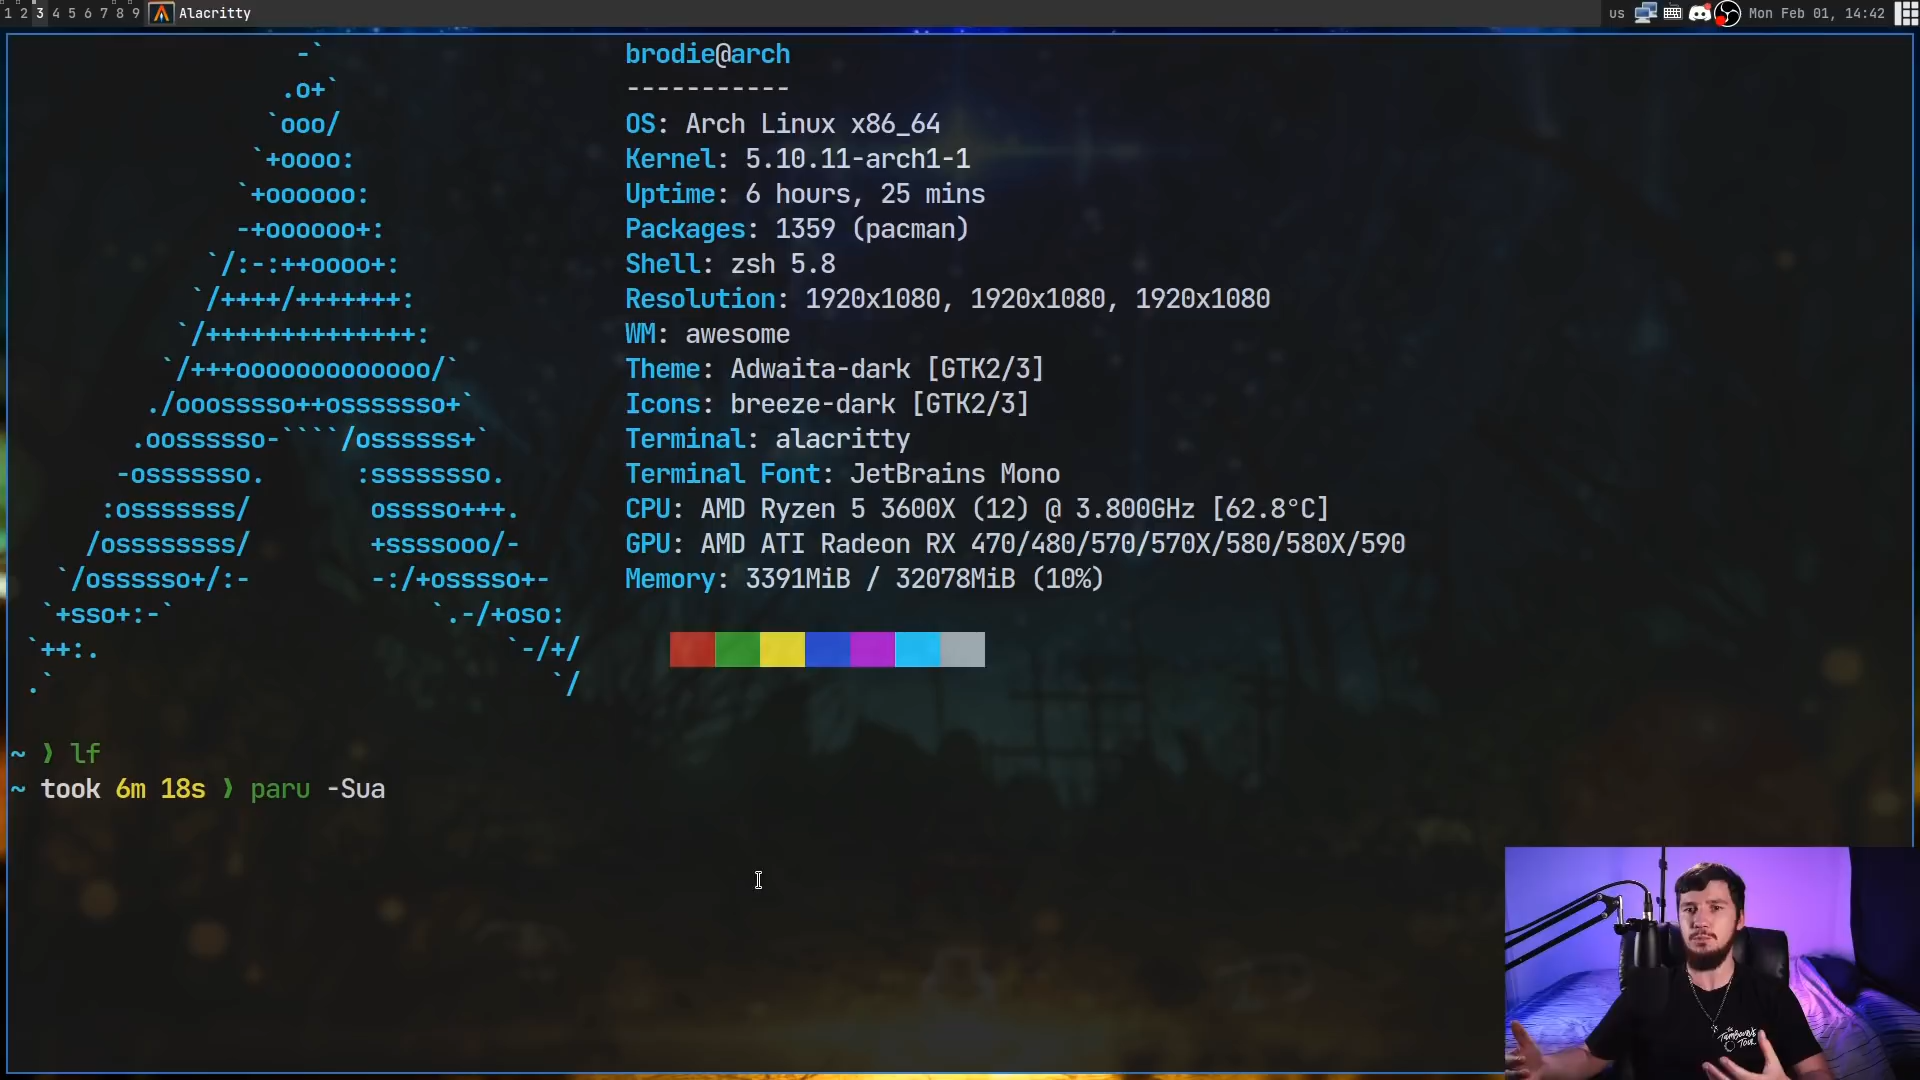 1 2 3 4 5 6 7 8 9 Alacritty us Mon Feb 01, 14:42
brodie@arch
-----------
OS: Arch Linux x86_64
Kernel: 5.10.11-arch1-1
Uptime: 6 hours, 25 mins
Packages: 1359 (pacman)
Shell: zsh 5.8
Resolution: 1920x1080, 1920x1080, 1920x1080
WM: awesome
Theme: Adwaita-dark [GTK2/3]
Icons: breeze-dark [GTK2/3]
Terminal: alacritty
Terminal Font: JetBrains Mono
CPU: AMD Ryzen 5 3600X (12) @ 3.800GHz [62.8°C]
GPU: AMD ATI Radeon RX 470/480/570/570X/580/580X/590
Memory: 3391MiB / 32078MiB (10%)
~ ❯ lf
~ took 6m 18s ❯ paru -Sua